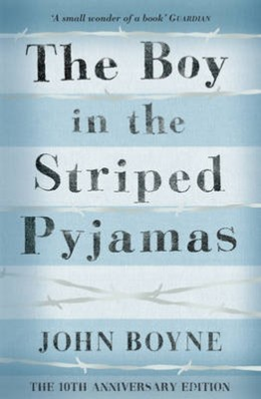 ‘A small wonder of a book’ GUARDIAN
The Boy
in the
Striped
Pyjamas
JOHN BOYNE
THE 10TH ANNIVERSARY EDITION